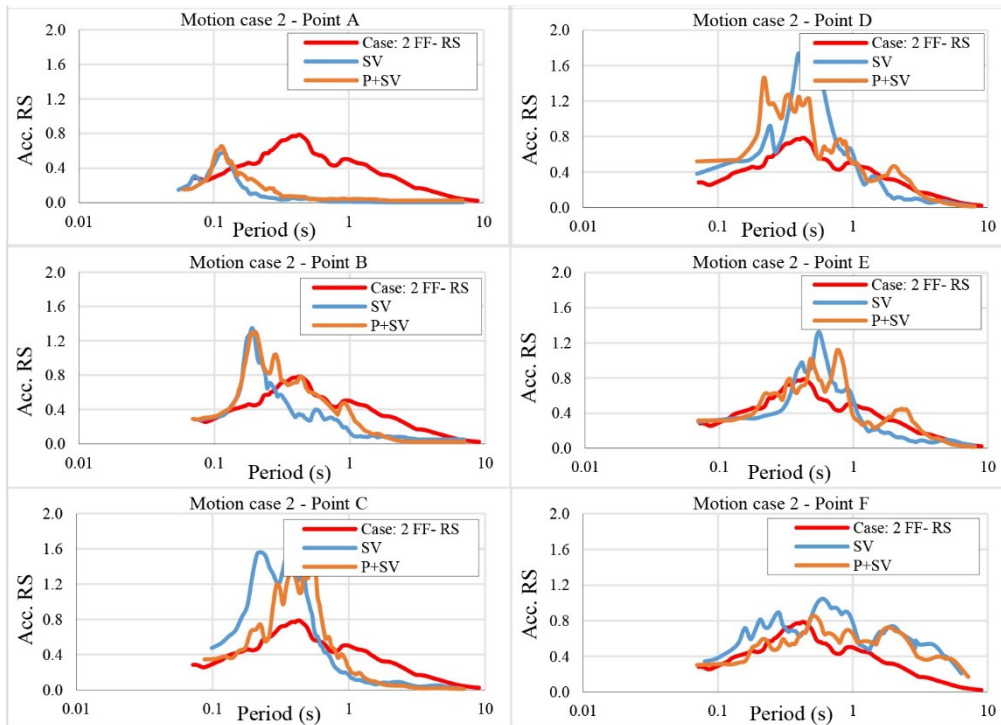 Motion case 2 - Point A
Case: 2 FF- RS
SV
P+SV
2.0
1.6
1.2
0.8
0.4
0.0
Acc. RS
0.01
0.1
1
10
Period (s)
Motion case 2 - Point D
Case: 2 FF- RS
SV
P+SV
2.0
1.6
1.2
0.8
0.4
0.0
Acc. RS
0.01
0.1
1
10
Period (s)
Motion case 2 - Point B
Case: 2 FF- RS
SV
P+SV
2.0
1.6
1.2
0.8
0.4
0.0
Acc. RS
0.01
0.1
1
10
Period (s)
Motion case 2 - Point E
Case: 2 FF- RS
SV
P+SV
2.0
1.6
1.2
0.8
0.4
0.0
Acc. RS
0.01
0.1
1
10
Period (s)
Motion case 2 - Point C
Case: 2 FF- RS
SV
P+SV
2.0
1.6
1.2
0.8
0.4
0.0
Acc. RS
0.01
0.1
1
10
Period (s)
Motion case 2 - Point F
Case: 2 FF- RS
SV
P+SV
2.0
1.6
1.2
0.8
0.4
0.0
Acc. RS
0.01
0.1
1
10
Period (s)